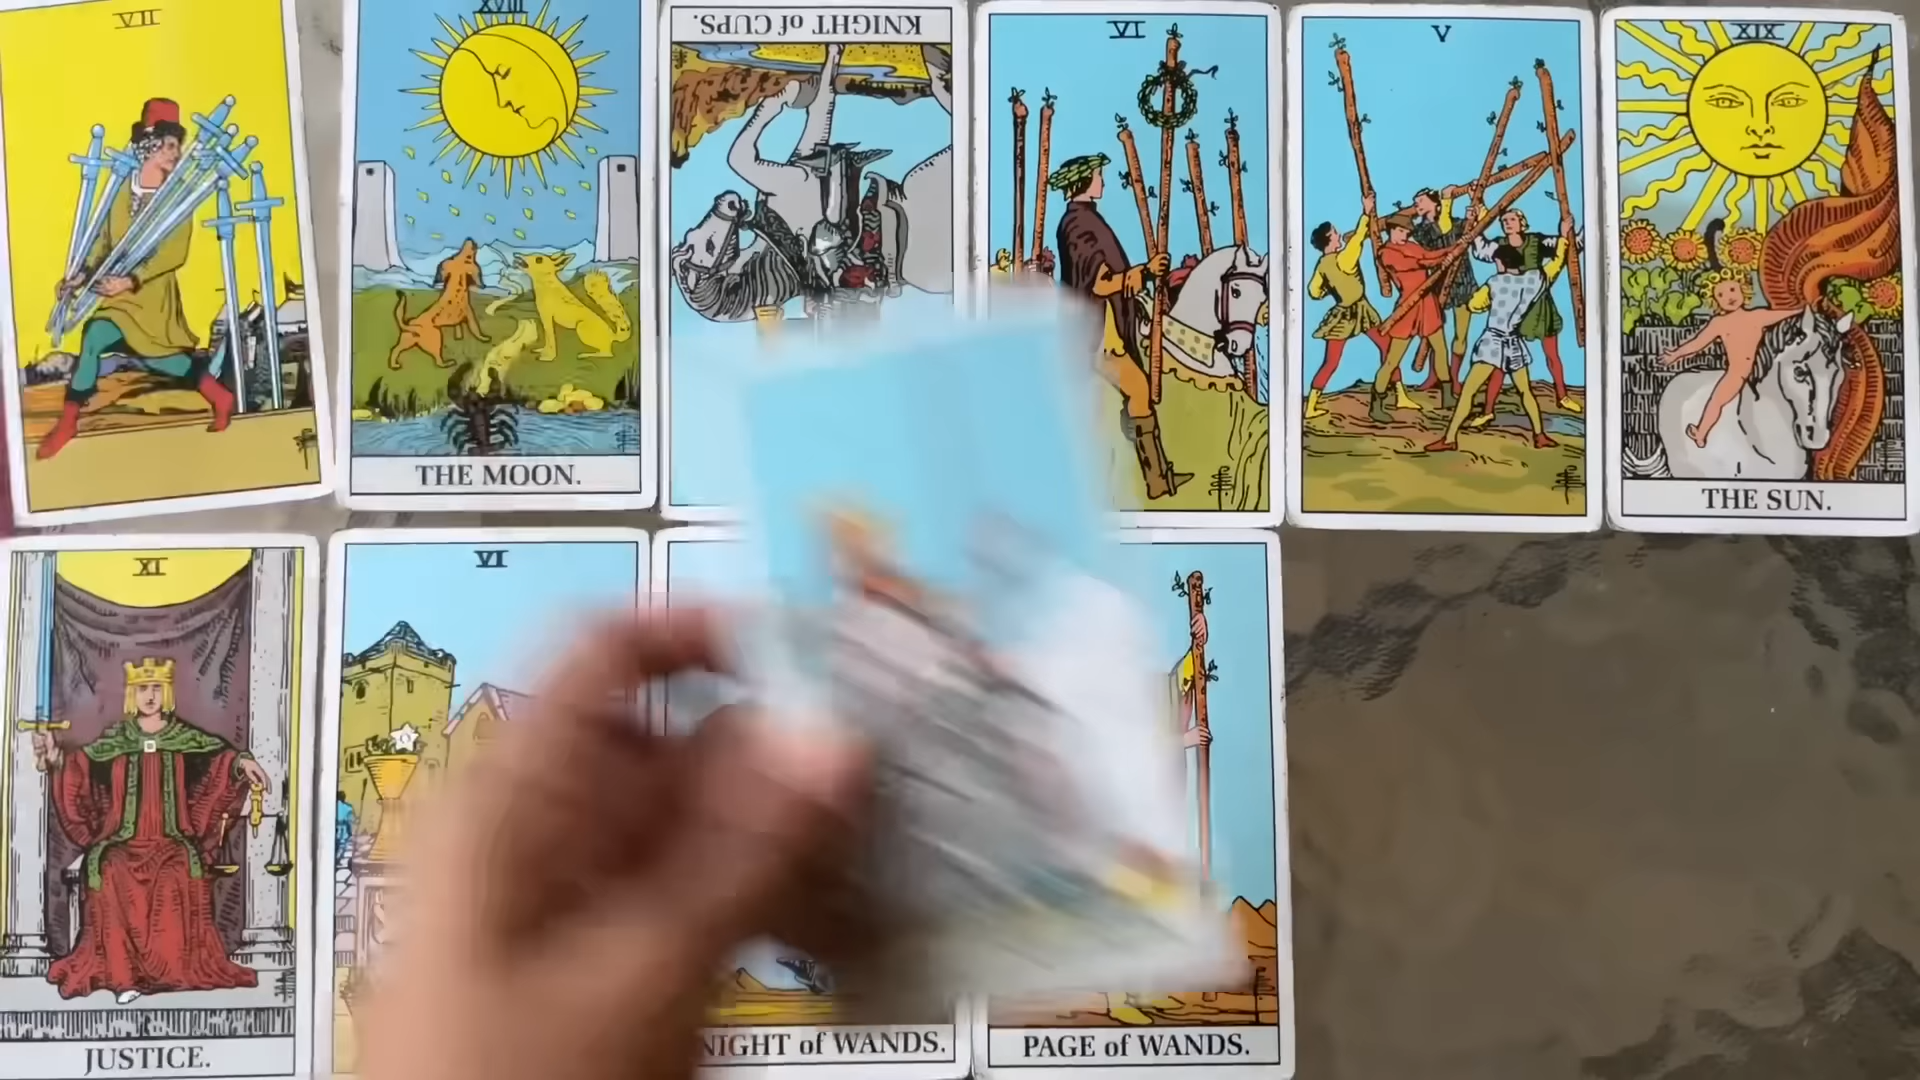 VII
XVIII
KNIGHT of CUPS.
VI
V
XIX
THE MOON.
THE SUN.
XI
VI
JUSTICE.
NIGHT of WANDS.
PAGE of WANDS.